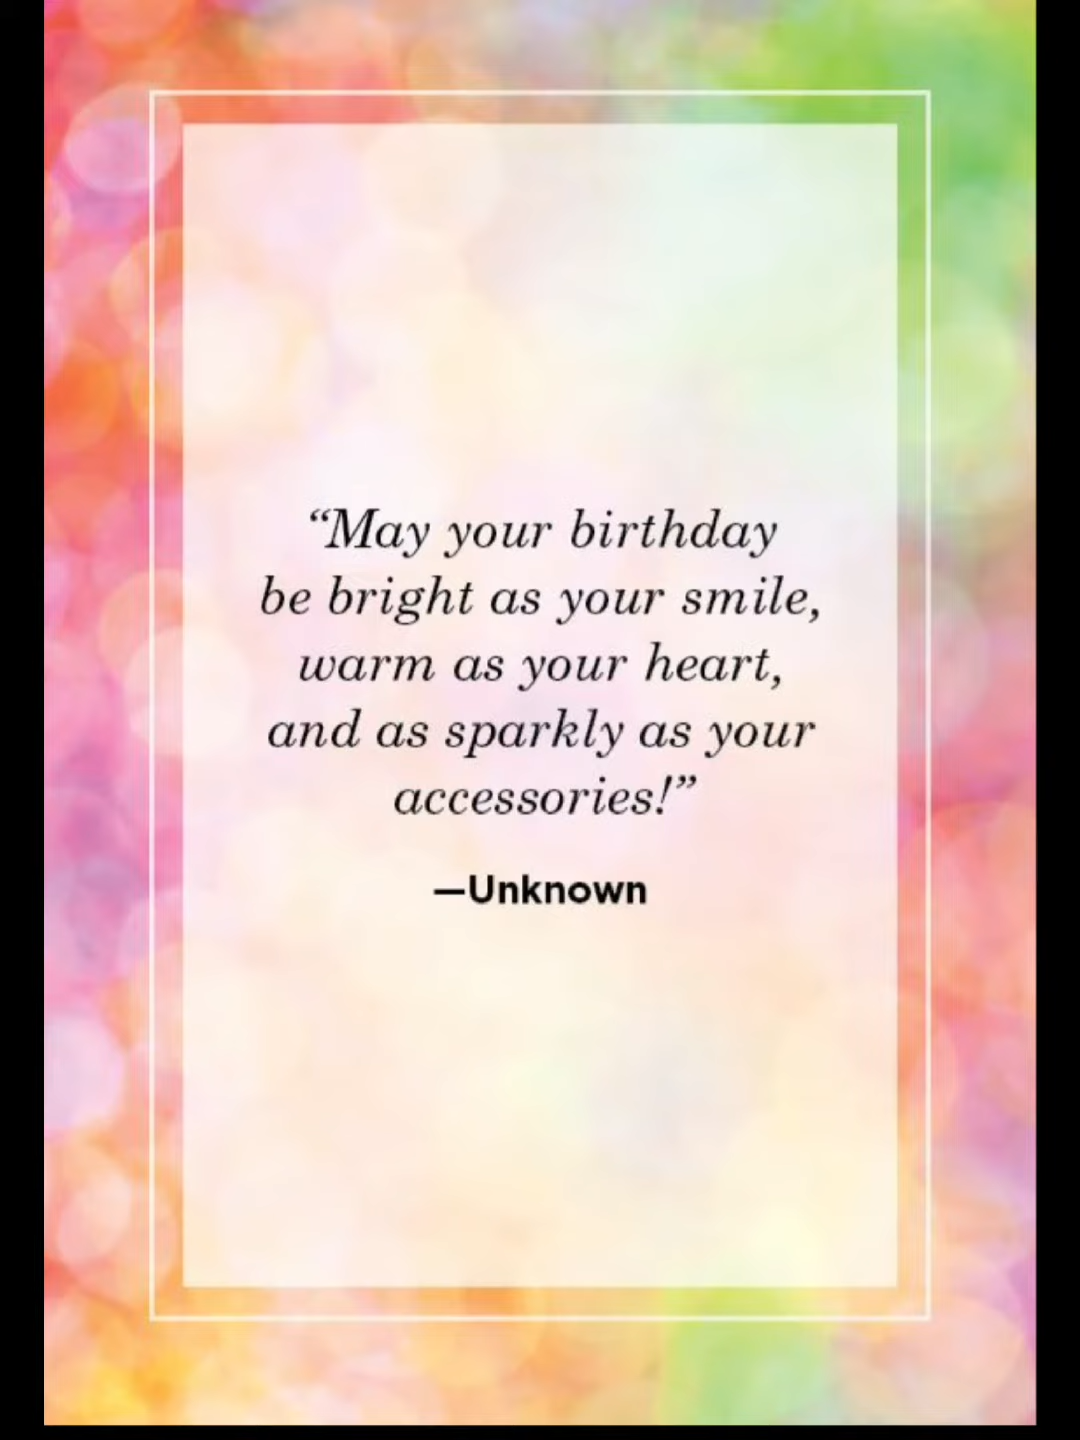 “May your birthday
be bright as your smile,
warm as your heart,
and as sparkly as your
accessories!”
—Unknown